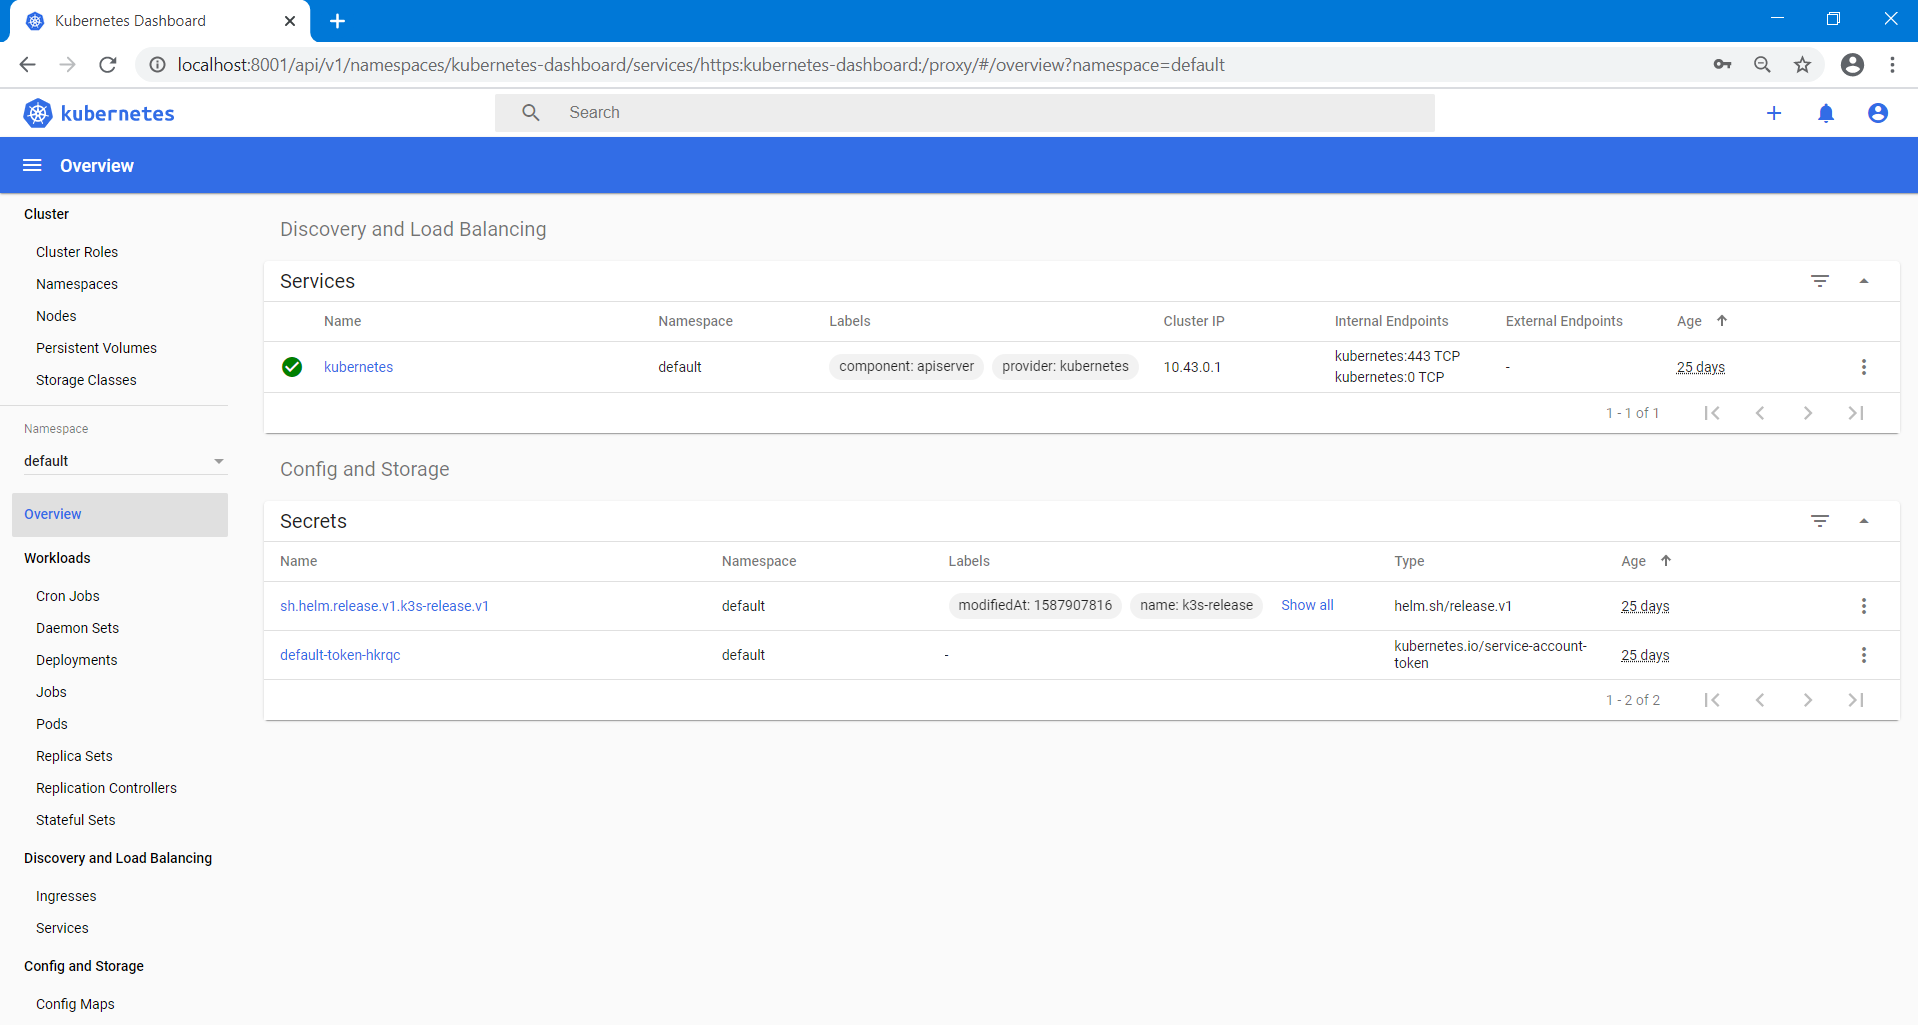 Kubernetes Dashboard
localhost:8001/api/v1/namespaces/kubernetes-dashboard/services/https:kubernetes-dashboard:/proxy/#/overview?namespace=default
kubernetes
Search
Overview
Cluster
Cluster Roles
Namespaces
Nodes
Persistent Volumes
Storage Classes
Namespace
default
Overview
Workloads
Cron Jobs
Daemon Sets
Deployments
Jobs
Pods
Replica Sets
Replication Controllers
Stateful Sets
Discovery and Load Balancing
Ingresses
Services
Config and Storage
Config Maps
Discovery and Load Balancing
Services
Name Namespace Labels Cluster IP Internal Endpoints External Endpoints Age
kubernetes default component: apiserver provider: kubernetes 10.43.0.1 kubernetes:443 TCP - 25 days
kubernetes:0 TCP
1 - 1 of 1
Config and Storage
Secrets
Name Namespace Labels Type Age
sh.helm.release.v1.k3s-release.v1 default modifiedAt: 1587907816 name: k3s-release Show all helm.sh/release.v1 25 days
default-token-hkrqc default - kubernetes.io/service-account- 25 days
token
1 - 2 of 2